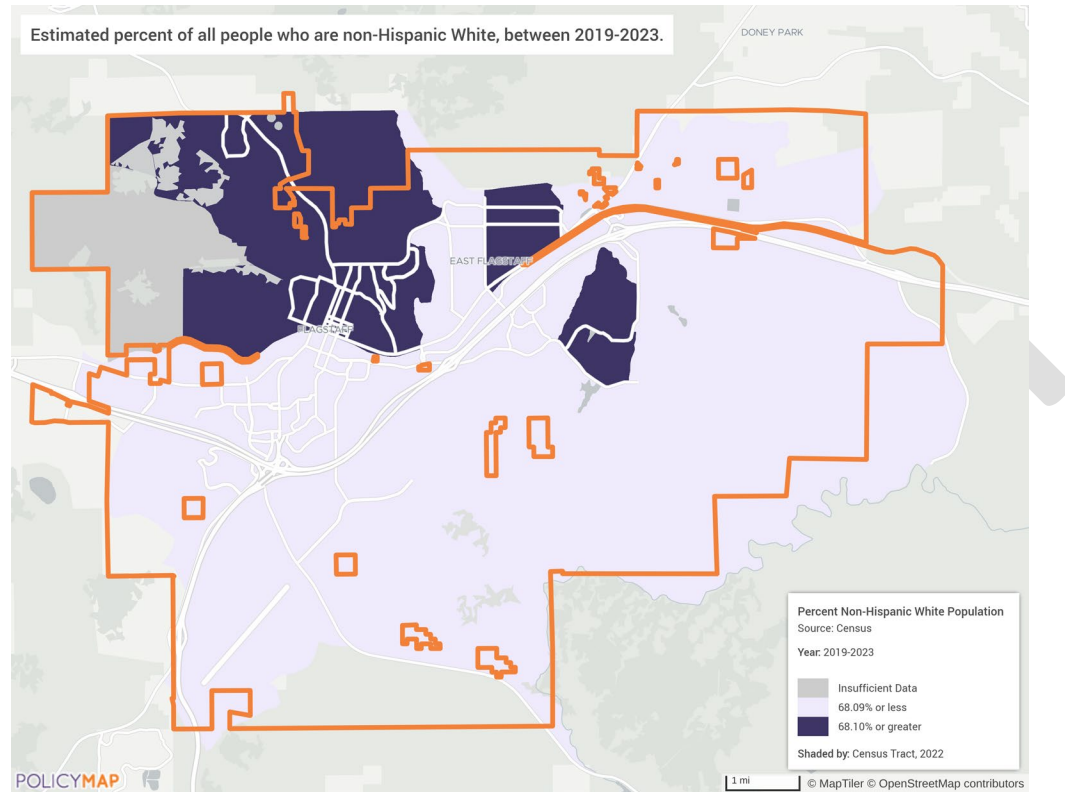 Estimated percent of all people who are non-Hispanic White, between 2019-2023.
DONEY PARK
EAST FLAGSTAFF
FLAGSTAFF
Percent Non-Hispanic White Population
Source: Census
Year: 2019-2023
Insufficient Data
68.09% or less
68.10% or greater
Shaded by: Census Tract, 2022
POLICYMAP
1 mi
© MapTiler © OpenStreetMap contributors